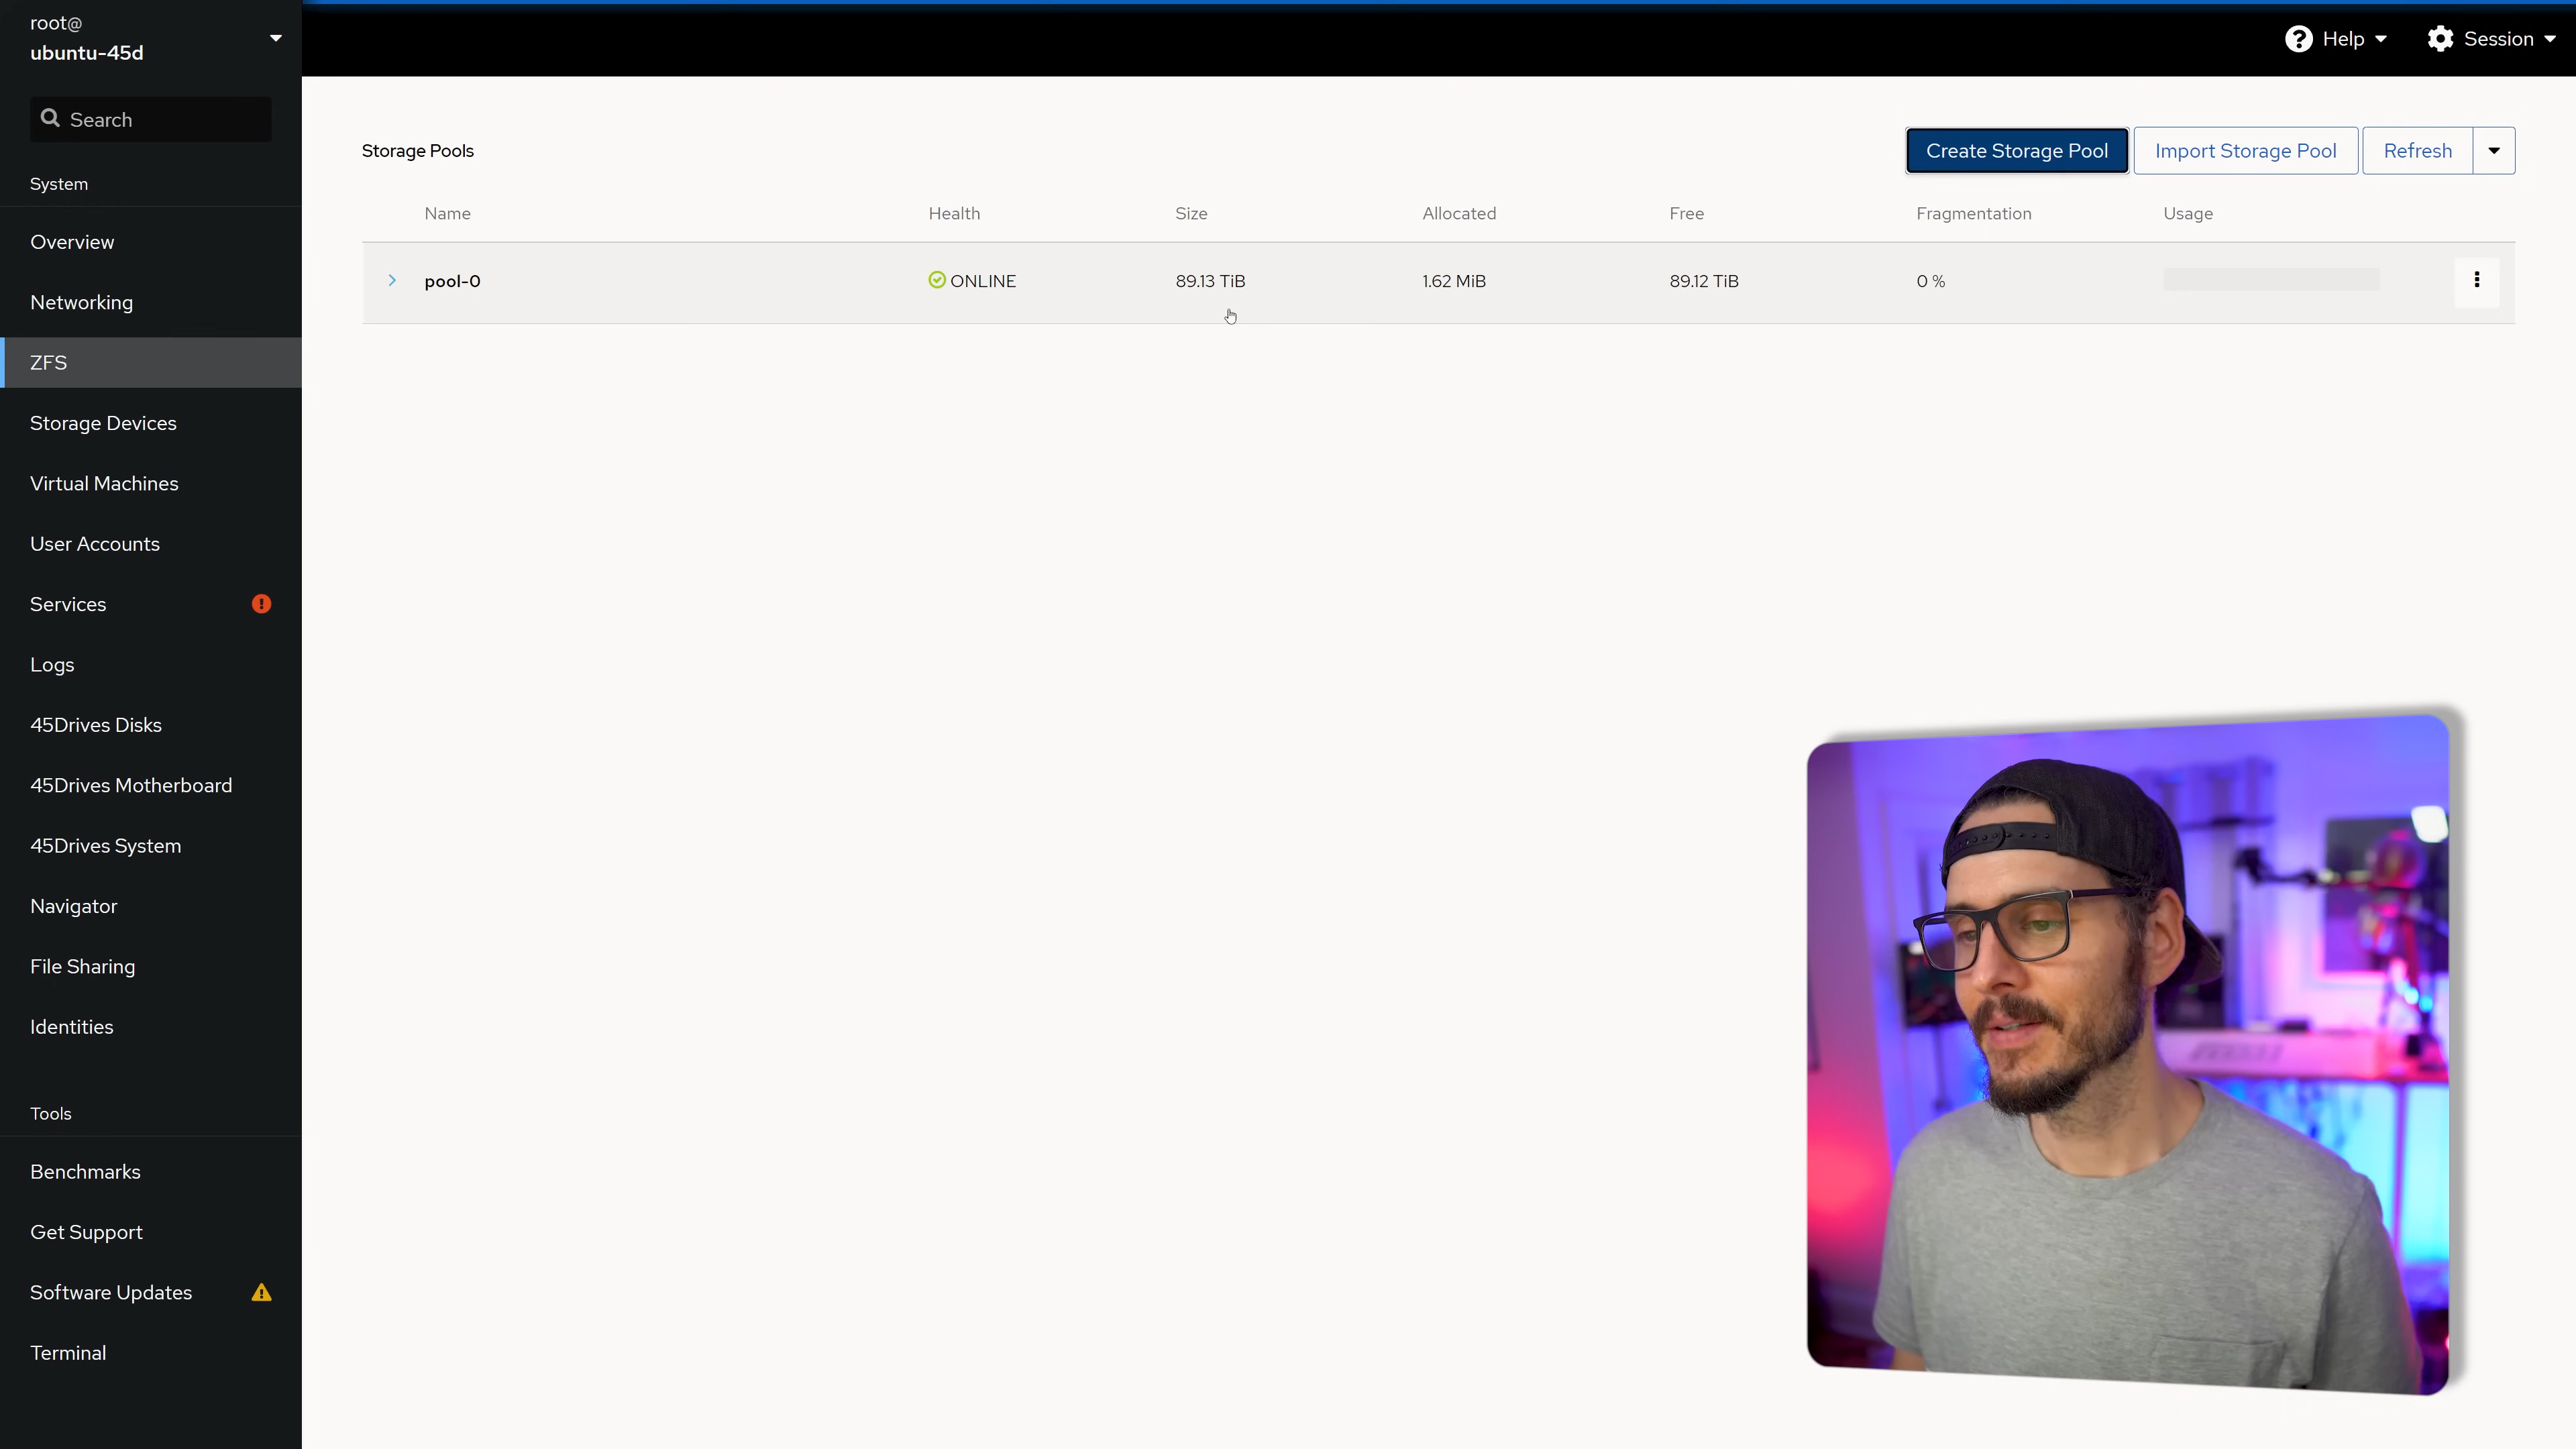 root@
ubuntu-45d
Help
Session
Search
System
Overview
Networking
ZFS
Storage Devices
Virtual Machines
User Accounts
Services
Logs
45Drives Disks
45Drives Motherboard
45Drives System
Navigator
File Sharing
Identities
Tools
Benchmarks
Get Support
Software Updates
Terminal
Storage Pools
Create Storage Pool
Import Storage Pool
Refresh
Name Health Size Allocated Free Fragmentation Usage
pool-0 ONLINE 89.13 TiB 1.62 MiB 89.12 TiB 0 %